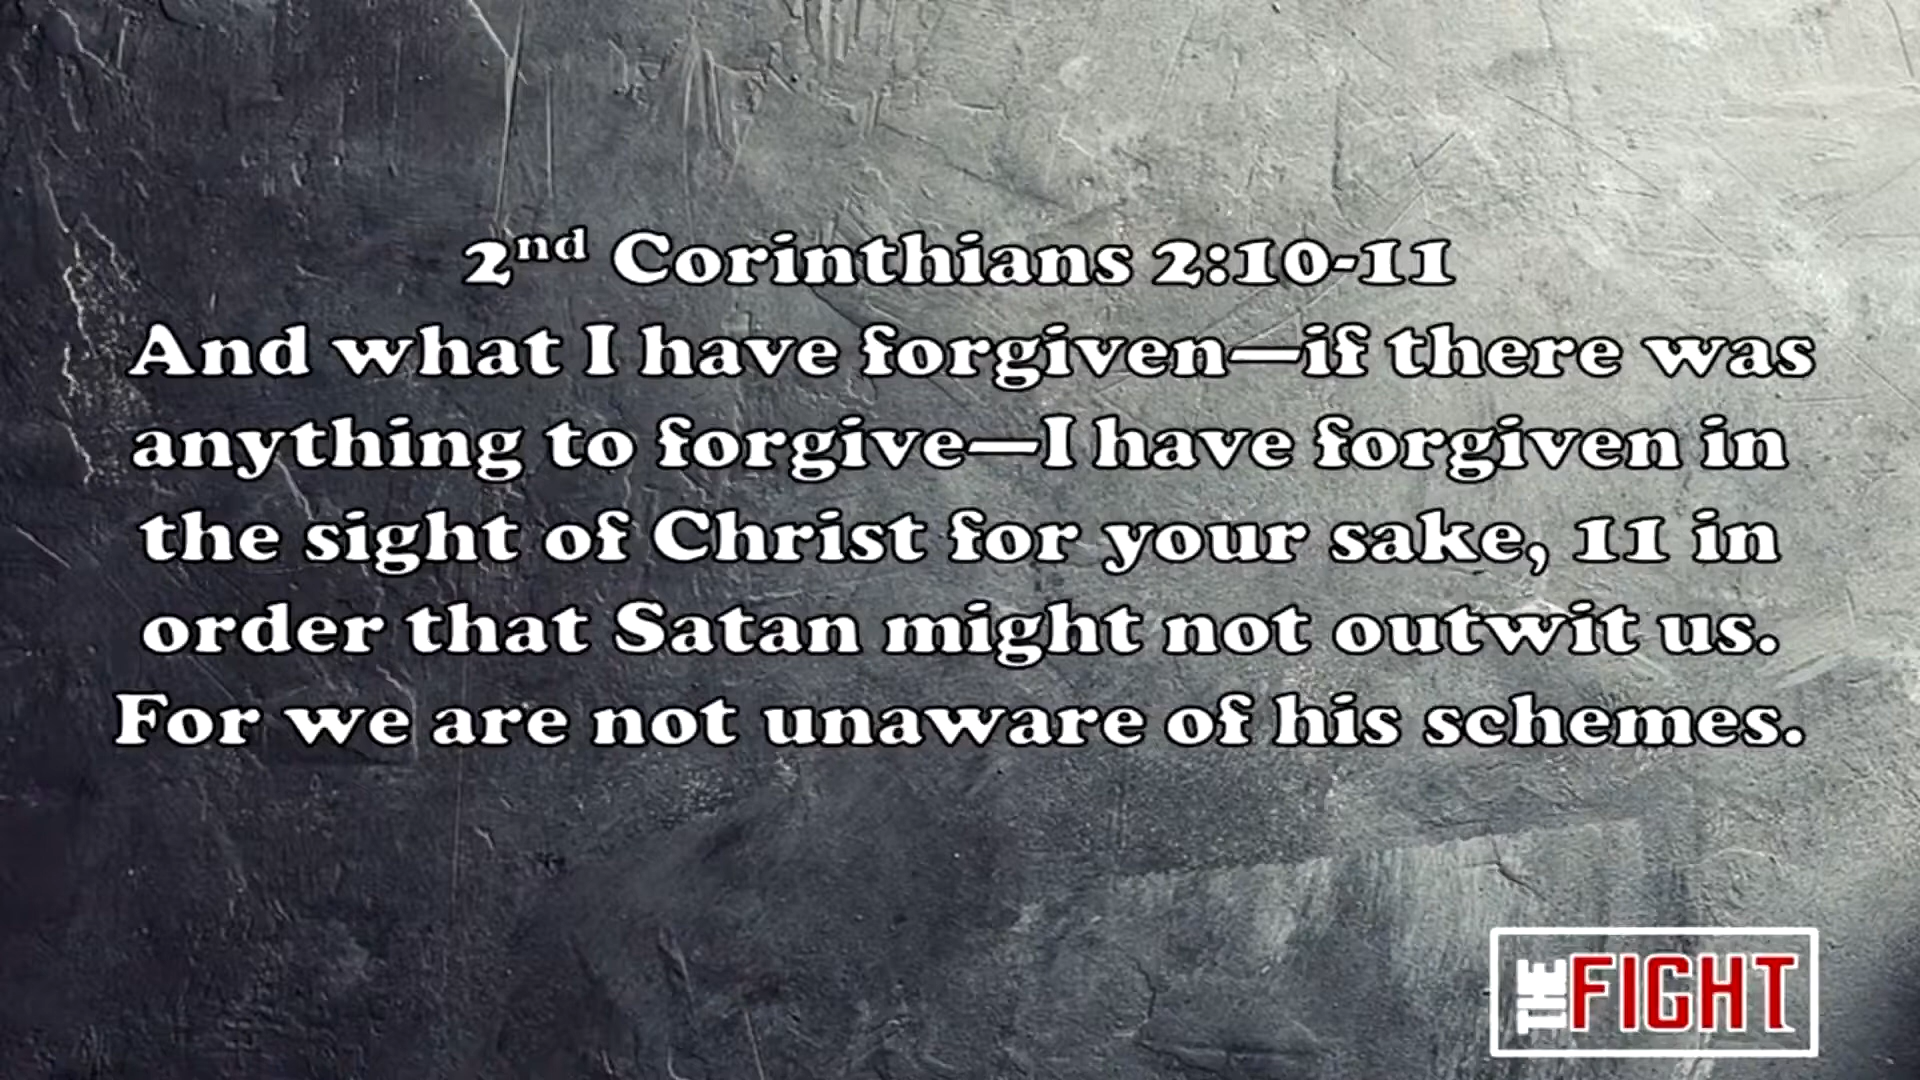 2nd Corinthians 2:10-11
And what I have forgiven—if there was
anything to forgive—I have forgiven in
the sight of Christ for your sake, 11 in
order that Satan might not outwit us.
For we are not unaware of his schemes.
THE FIGHT